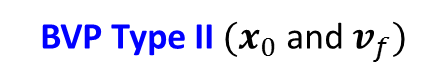 BVP Type II (𝒙₀ and 𝒗𝑓)